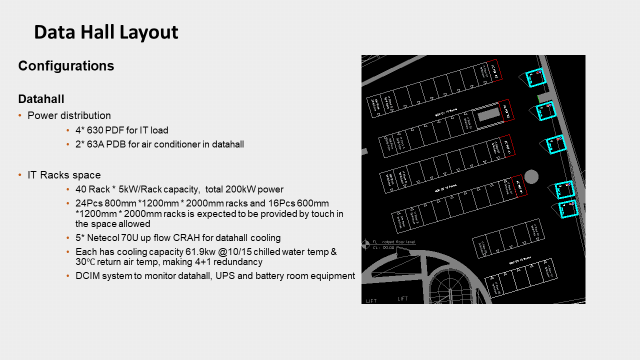 Data Hall Layout
Configurations
Datahall
• Power distribution
• 4* 630 PDF for IT load
• 2* 63A PDB for air conditioner in datahall
• IT Racks space
• 40 Rack * 5kW/Rack capacity, total 200kW power
• 24Pcs 800mm *1200mm * 2000mm racks and 16Pcs 600mm
*1200mm * 2000mm racks is expected to be provided by touch in
the space allowed
• 5* Netecol 70U up flow CRAH for datahall cooling
• Each has cooling capacity 61.9kw @10/15 chilled water temp &
30℃ return air temp, making 4+1 redundancy
• DCIM system to monitor datahall, UPS and battery room equipment
LIFT
LIFT